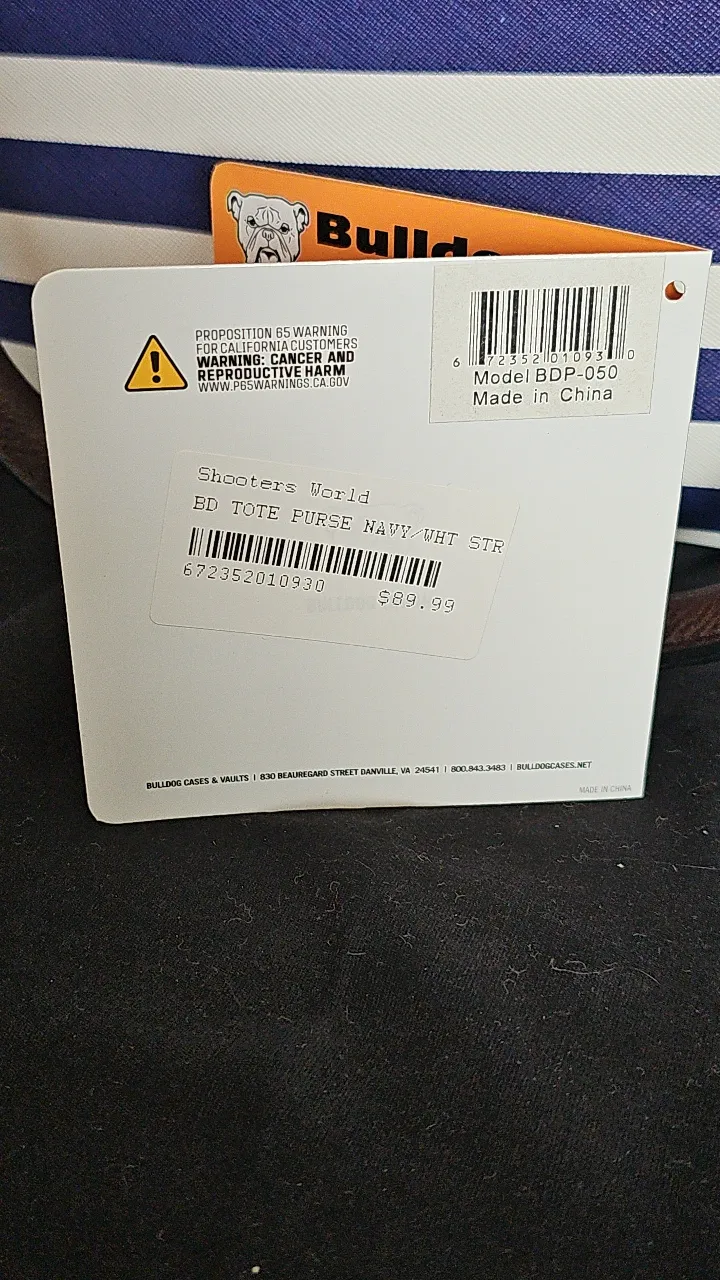 PROPOSITION 65 WARNING
FOR CALIFORNIA CUSTOMERS
WARNING: CANCER AND
REPRODUCTIVE HARM
WWW.P65WARNINGS.CA.GOV
6 72352 01093 0
Model BDP-050
Made in China
Shooters World
BD TOTE PURSE NAVY/WHT STR
672352010930
$89.99
BULLDOG CASES & VAULTS | 830 BEAUREGARD STREET DANVILLE, VA 24541 | 800.843.3483 | BULLDOGCASES.NET
MADE IN CHINA